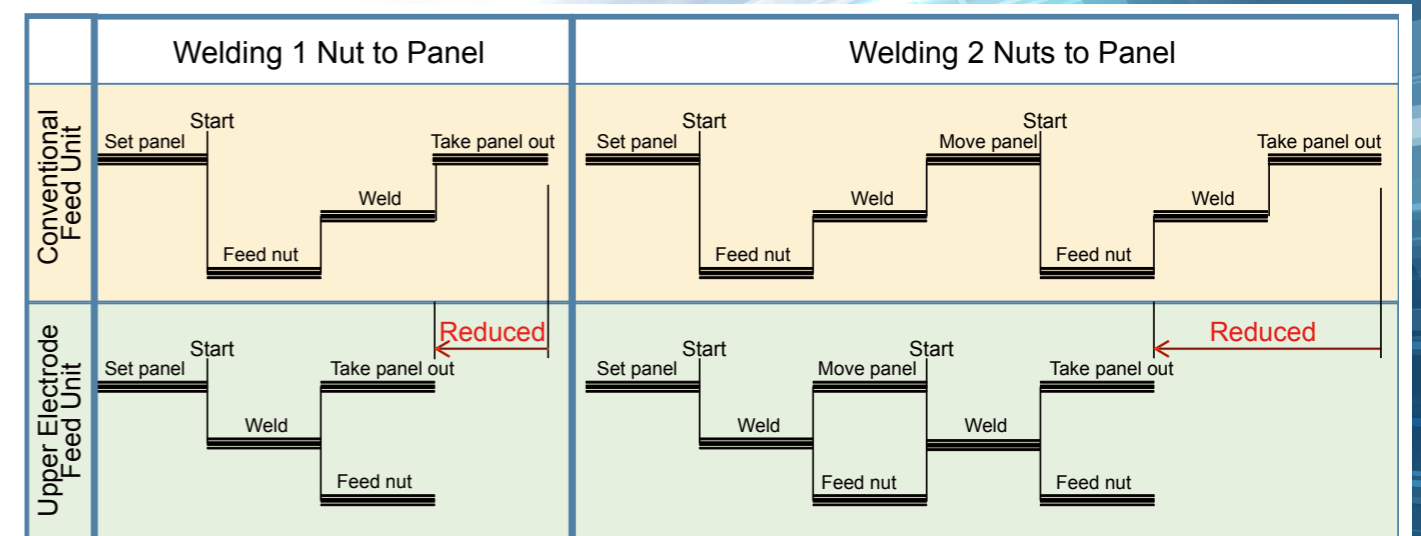 Welding 1 Nut to Panel
Welding 2 Nuts to Panel
Conventional
Feed Unit
Start
Set panel
Take panel out
Weld
Feed nut
Start
Start
Set panel
Move panel
Take panel out
Weld
Weld
Feed nut
Feed nut
Upper Electrode
Feed Unit
Reduced
Start
Set panel
Take panel out
Weld
Feed nut
Reduced
Start
Start
Set panel
Move panel
Take panel out
Weld
Weld
Feed nut
Feed nut